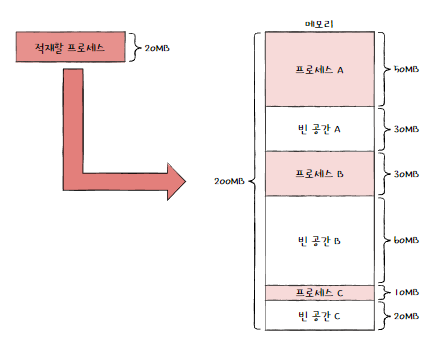 메모리
적재할 프로세스
20MB
프로세스 A
50MB
빈 공간 A
30MB
프로세스 B
30MB
200MB
빈 공간 B
60MB
프로세스 C
10MB
빈 공간 C
20MB